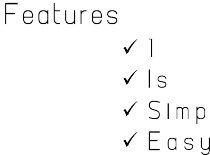 Features
✓ I
✓ Is
✓ SImp
✓ Easy